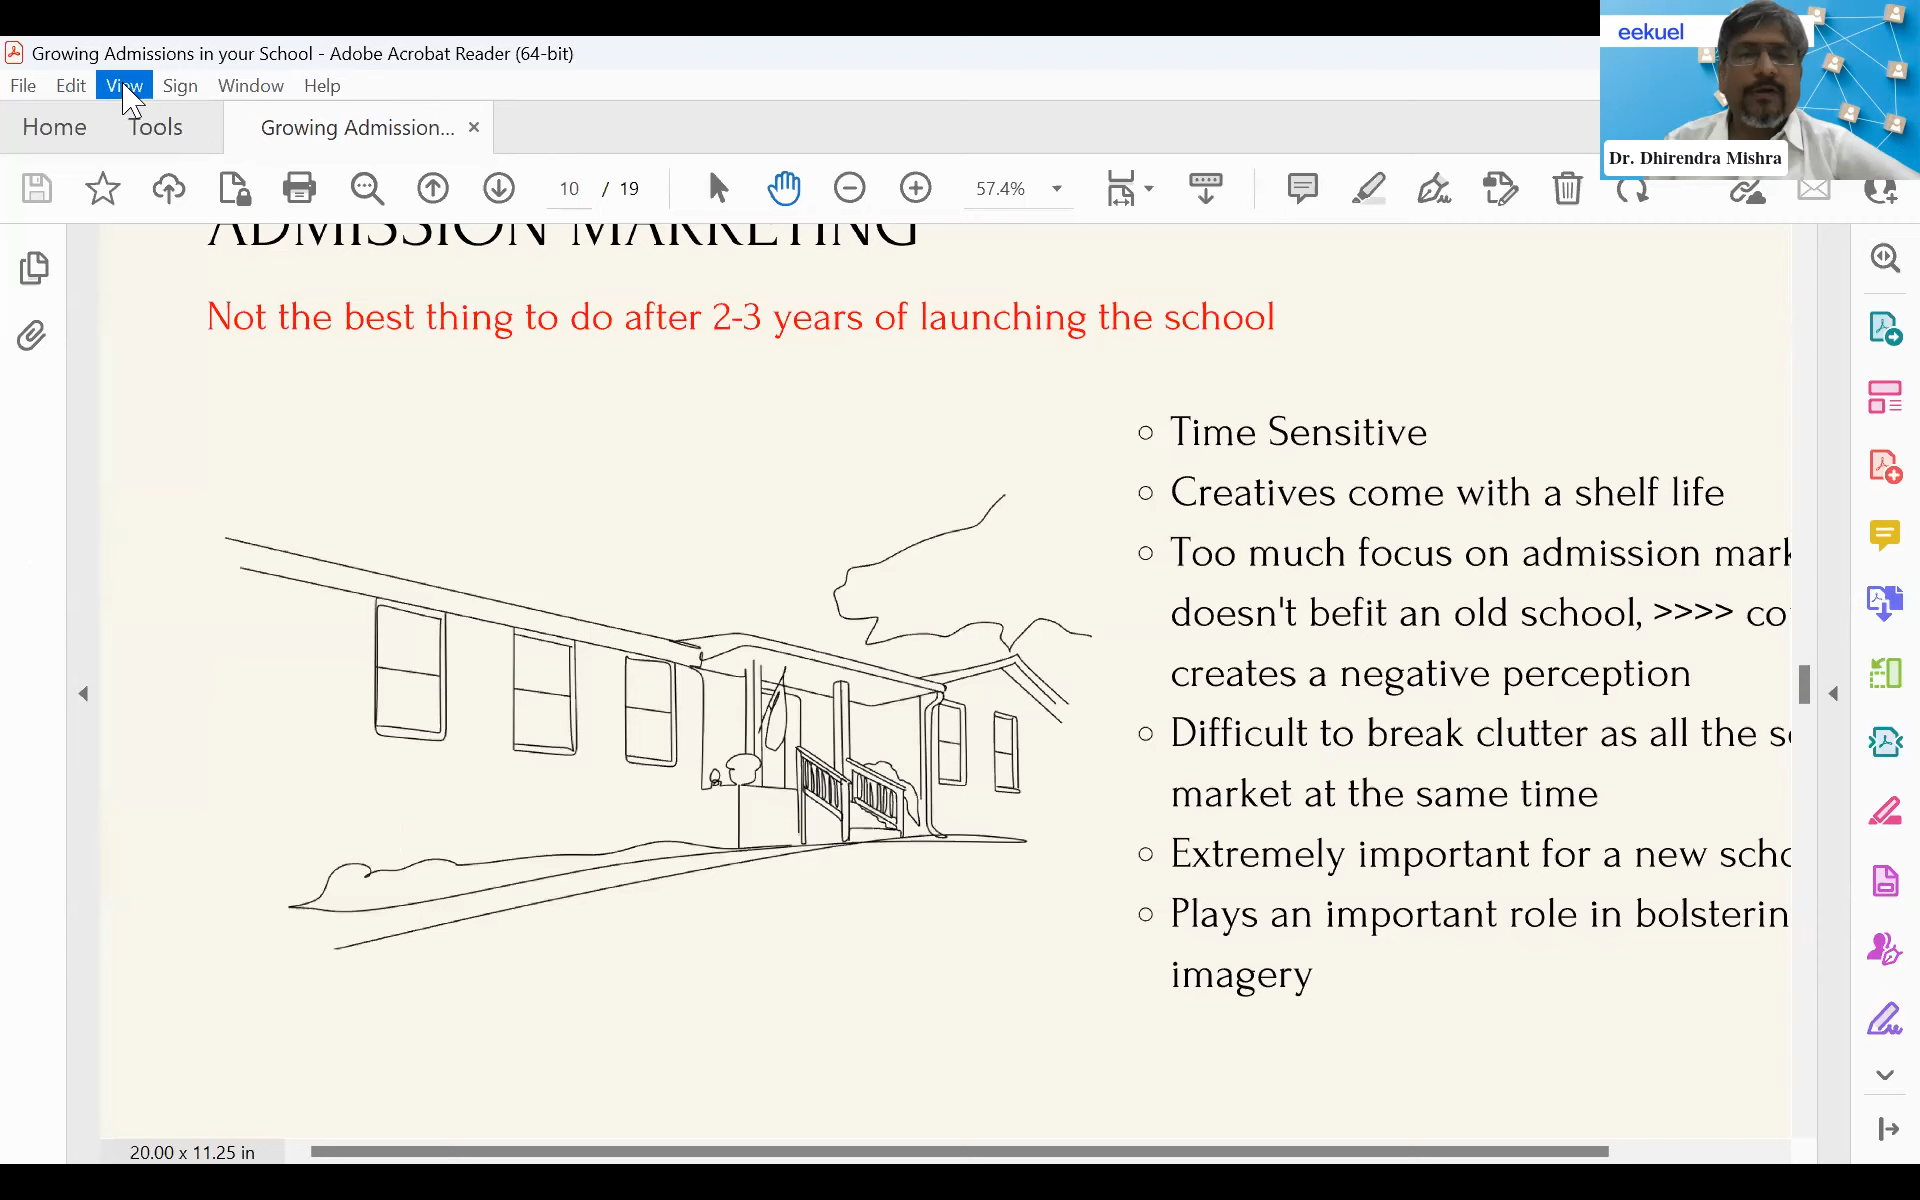 Growing Admissions in your School - Adobe Acrobat Reader (64-bit)
eekuel
File Edit View Sign Window Help
Home Tools Growing Admission... ×
Dr. Dhirendra Mishra
10 / 19 57.4%
ADMISSION MARKETING
Not the best thing to do after 2-3 years of launching the school
Time Sensitive
Creatives come with a shelf life
Too much focus on admission
doesn't befit an old school, >>>>
creates a negative perception
Difficult to break clutter as all the
market at the same time
Extremely important for a new
Plays an important role in
imagery
20.00 x 11.25 in